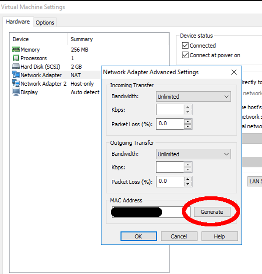 Virtual Machine Settings
Hardware
Options
Device
Summary
Memory
256 MB
Processors
1
Hard Disk (SCSI)
2 GB
Network Adapter
NAT
Network Adapter 2
Host only
Display
Auto detect
Device status
Connected
Connect at power on
Network Adapter Advanced Settings
Incoming Transfer
Bandwidth:
Unlimited
Kbps:
Packet Loss (%):
0.0
Outgoing Transfer
Bandwidth:
Unlimited
Kbps:
Packet Loss (%):
0.0
MAC Address
Generate
OK
Cancel
Help
LAN